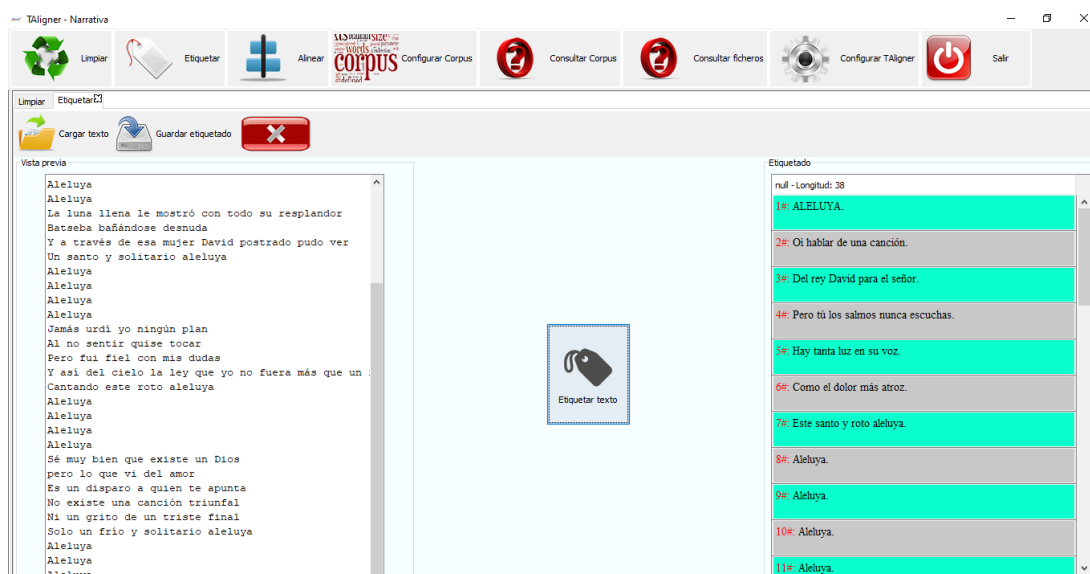 TAligner - Narrativa
Limpiar
Etiquetar
Alinear
words
corpus
Configurar Corpus
Consultar Corpus
Consultar ficheros
Configurar TAligner
Salir
Limpiar Etiquetar
Cargar texto
Guardar etiquetado
Vista previa
Aleluya
Aleluya
La luna llena le mostró con todo su resplandor
Batseba bañándose desnuda
Y a través de esa mujer David postrado pudo ver
Un santo y solitario aleluya
Aleluya
Aleluya
Aleluya
Aleluya
Jamás urdí yo ningún plan
Al no sentir quise tocar
Pero fui fiel con mis dudas
Y así del cielo la ley que yo no fuera más que un
Cantando este roto aleluya
Aleluya
Aleluya
Aleluya
Aleluya
Sé muy bien que existe un Dios
pero lo que vi del amor
Es un disparo a quien te apunta
No existe una canción triunfal
Ni un grito de un triste final
Solo un frío y solitario aleluya
Aleluya
Aleluya
Etiquetar texto
Etiquetado
null - Longitud: 38
1#: ALELUYA.
2#: Oi hablar de una canción.
3#: Del rey David para el señor.
4#: Pero tú los salmos nunca escuchas.
5#: Hay tanta luz en su voz.
6#: Como el dolor más atroz.
7#: Este santo y roto aleluya.
8#: Aleluya.
9#: Aleluya.
10#: Aleluya.
11#: Aleluya.